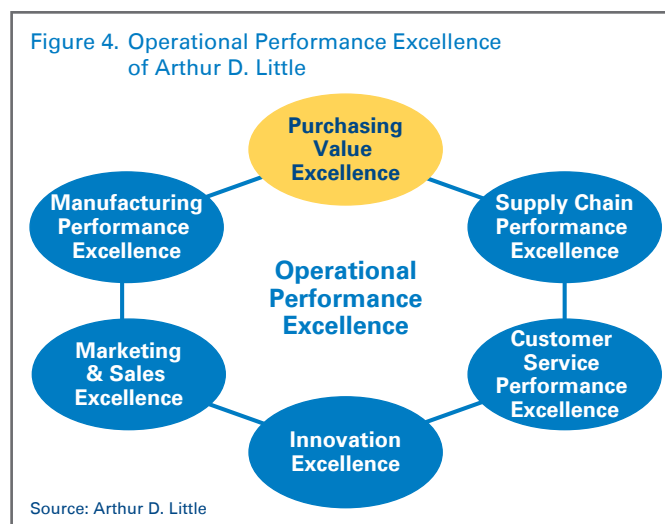 Figure 4. Operational Performance Excellence
of Arthur D. Little
Purchasing
Value
Excellence
Manufacturing
Performance
Excellence
Supply Chain
Performance
Excellence
Operational
Performance
Excellence
Marketing
& Sales
Excellence
Customer
Service
Performance
Excellence
Innovation
Excellence
Source: Arthur D. Little